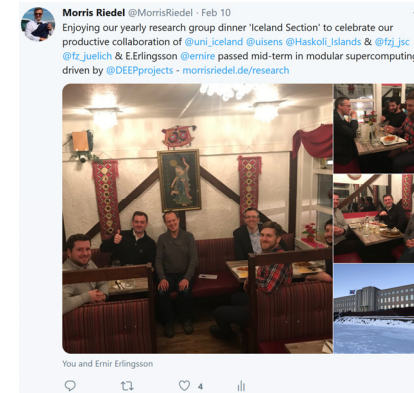 Morris Riedel @MorrisRiedel · Feb 10
Enjoying our yearly research group dinner 'Iceland Section' to celebrate our
productive collaboration of @uni_iceland @uisens @Haskoli_Islands & @fzj_jsc
@fz_juelich & E.Erlingsson @ernire passed mid-term in modular supercomputing
driven by @DEEPprojects - morrisriedel.de/research
You and Ernir Erlingsson
4